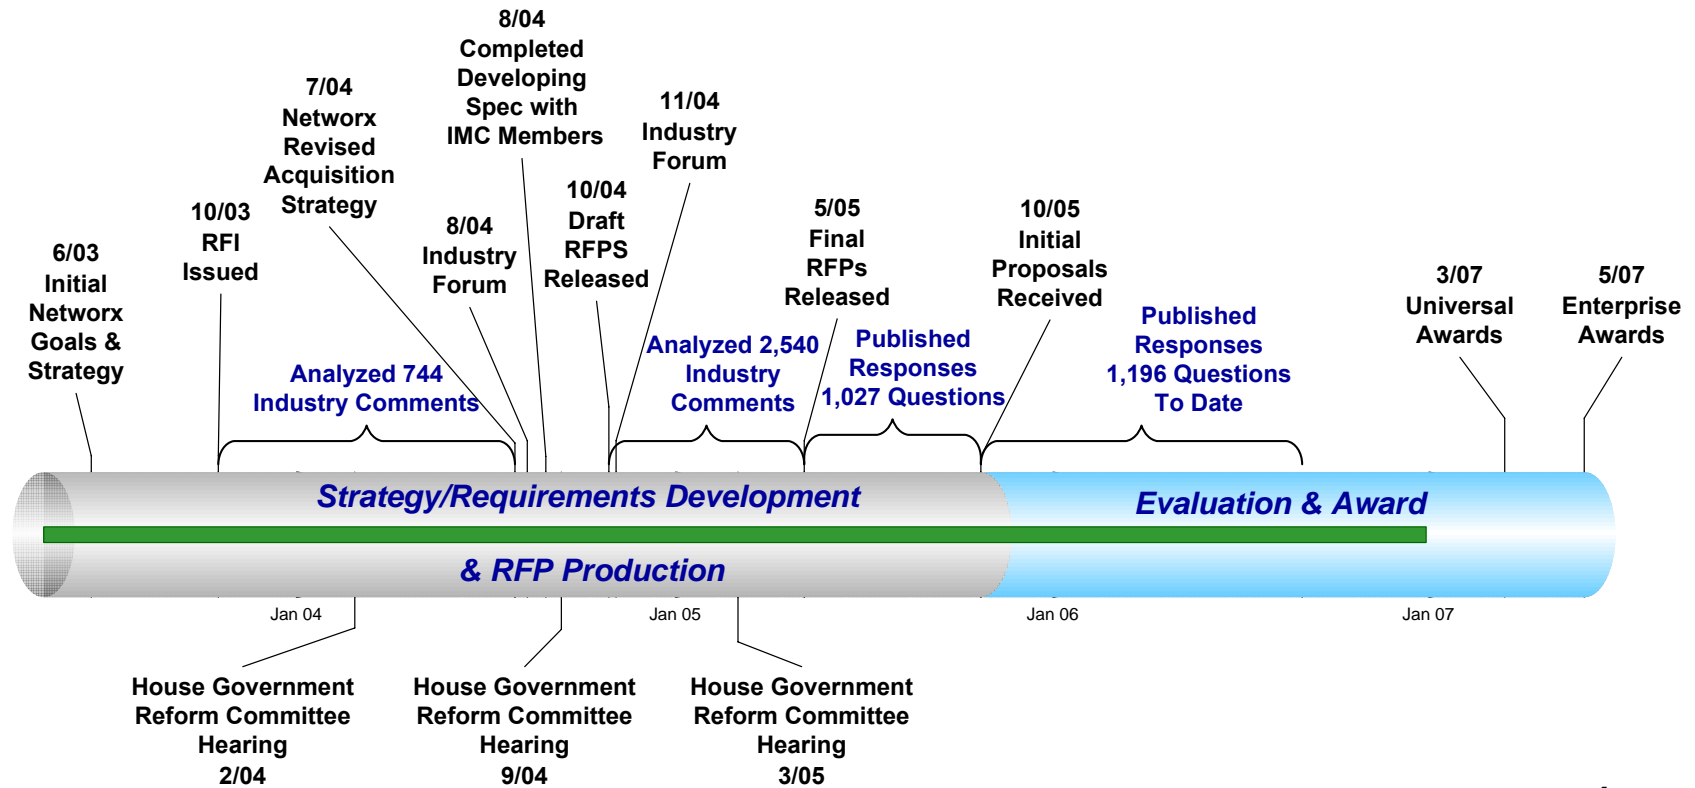 6/03
Initial
Networx
Goals &
Strategy
10/03
RFI
Issued
7/04
Networx
Revised
Acquisition
Strategy
8/04
Industry
Forum
8/04
Completed
Developing
Spec with
IMC Members
10/04
Draft
RFPS
Released
11/04
Industry
Forum
5/05
Final
RFPs
Released
10/05
Initial
Proposals
Received
3/07
Universal
Awards
5/07
Enterprise
Awards
Analyzed 744
Industry Comments
Analyzed 2,540
Industry
Comments
Published
Responses
1,027 Questions
Published
Responses
1,196 Questions
To Date
Strategy/Requirements Development
& RFP Production
Evaluation & Award
Jan 04
Jan 05
Jan 06
Jan 07
House Government
Reform Committee
Hearing
2/04
House Government
Reform Committee
Hearing
9/04
House Government
Reform Committee
Hearing
3/05